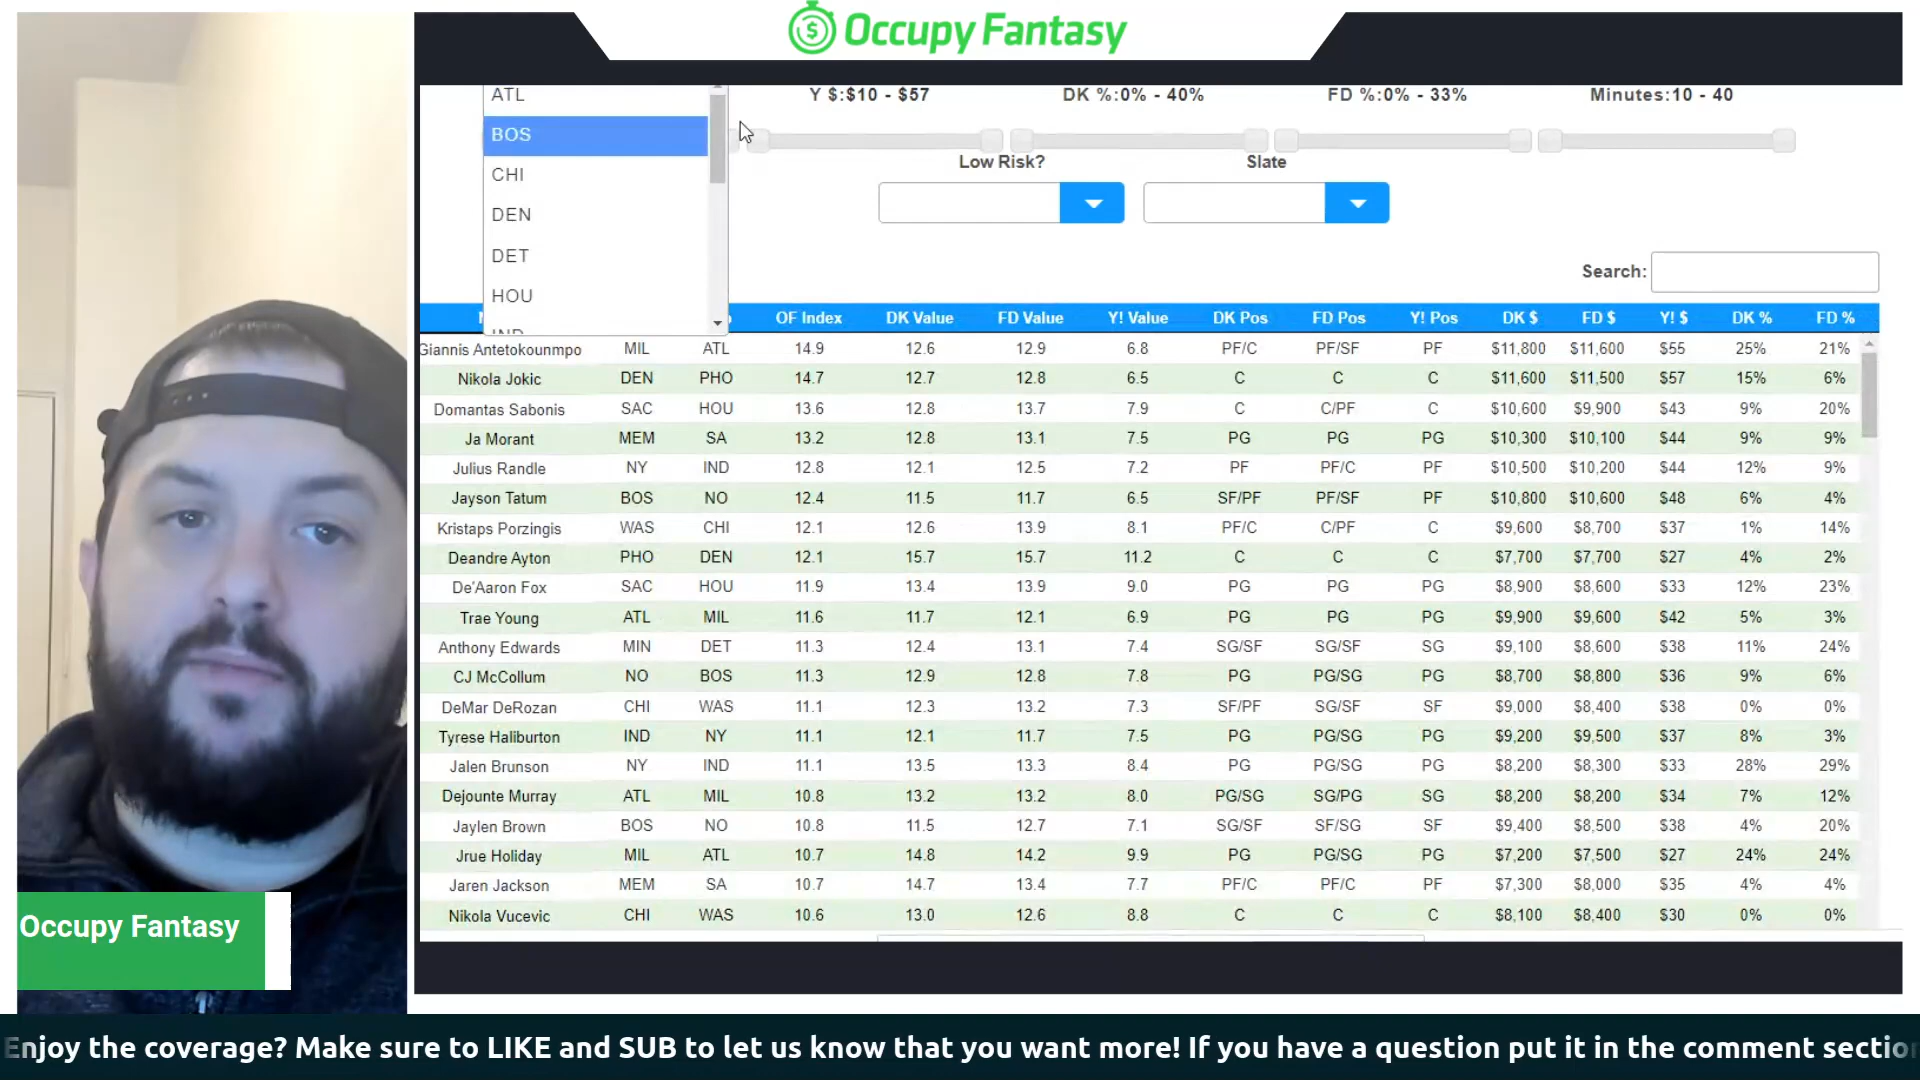 Occupy Fantasy
ATL
BOS
CHI
DEN
DET
HOU
Y $:$10 - $57
DK %:0% - 40%
FD %:0% - 33%
Minutes:10 - 40
Low Risk?
Slate
Search:
OF Index DK Value FD Value Y! Value DK Pos FD Pos Y! Pos DK $ FD $ Y! $ DK % FD %
Giannis Antetokounmpo MIL ATL 14.9 12.6 12.9 6.8 PF/C PF/SF PF $11,800 $11,600 $55 25% 21%
Nikola Jokic DEN PHO 14.7 12.7 12.8 6.5 C C C $11,600 $11,500 $57 15% 6%
Domantas Sabonis SAC HOU 13.6 12.8 13.7 7.9 C C/PF C $10,600 $9,900 $43 9% 20%
Ja Morant MEM SA 13.2 12.8 13.1 7.5 PG PG PG $10,300 $10,100 $44 9% 9%
Julius Randle NY IND 12.8 12.1 12.5 7.2 PF PF/C PF $10,500 $10,200 $44 12% 9%
Jayson Tatum BOS NO 12.4 11.5 11.7 6.5 SF/PF PF/SF PF $10,800 $10,600 $48 6% 4%
Kristaps Porzingis WAS CHI 12.1 12.6 13.9 8.1 PF/C C/PF C $9,600 $8,700 $37 1% 14%
Deandre Ayton PHO DEN 12.1 15.7 15.7 11.2 C C C $7,700 $7,700 $27 4% 2%
De'Aaron Fox SAC HOU 11.9 13.4 13.9 9.0 PG PG PG $8,900 $8,600 $33 12% 23%
Trae Young ATL MIL 11.6 11.7 12.1 6.9 PG PG PG $9,900 $9,600 $42 5% 3%
Anthony Edwards MIN DET 11.3 12.4 13.1 7.4 SG/SF SG/SF SG $9,100 $8,600 $38 11% 24%
CJ McCollum NO BOS 11.3 12.9 12.8 7.8 PG PG/SG PG $8,700 $8,800 $36 9% 6%
DeMar DeRozan CHI WAS 11.1 12.3 13.2 7.3 SF/PF SG/SF SF $9,000 $8,400 $38 0% 0%
Tyrese Haliburton IND NY 11.1 12.1 11.7 7.5 PG PG/SG PG $9,200 $9,500 $37 8% 3%
Jalen Brunson NY IND 11.1 13.5 13.3 8.4 PG PG/SG PG $8,200 $8,300 $33 28% 29%
Dejounte Murray ATL MIL 10.8 13.2 13.2 8.0 PG/SG SG/PG SG $8,200 $8,200 $34 7% 12%
Jaylen Brown BOS NO 10.8 11.5 12.7 7.1 SG/SF SF/SG SF $9,400 $8,500 $38 4% 20%
Jrue Holiday MIL ATL 10.7 14.8 14.2 9.9 PG PG/SG PG $7,200 $7,500 $27 24% 24%
Jaren Jackson MEM SA 10.7 14.7 13.4 7.7 PF/C PF/C PF $7,300 $8,000 $35 4% 4%
Nikola Vucevic CHI WAS 10.6 13.0 12.6 8.8 C C C $8,100 $8,400 $30 0% 0%
Occupy Fantasy
Enjoy the coverage? Make sure to LIKE and SUB to let us know that you want more! If you have a question put it in the comment sectio